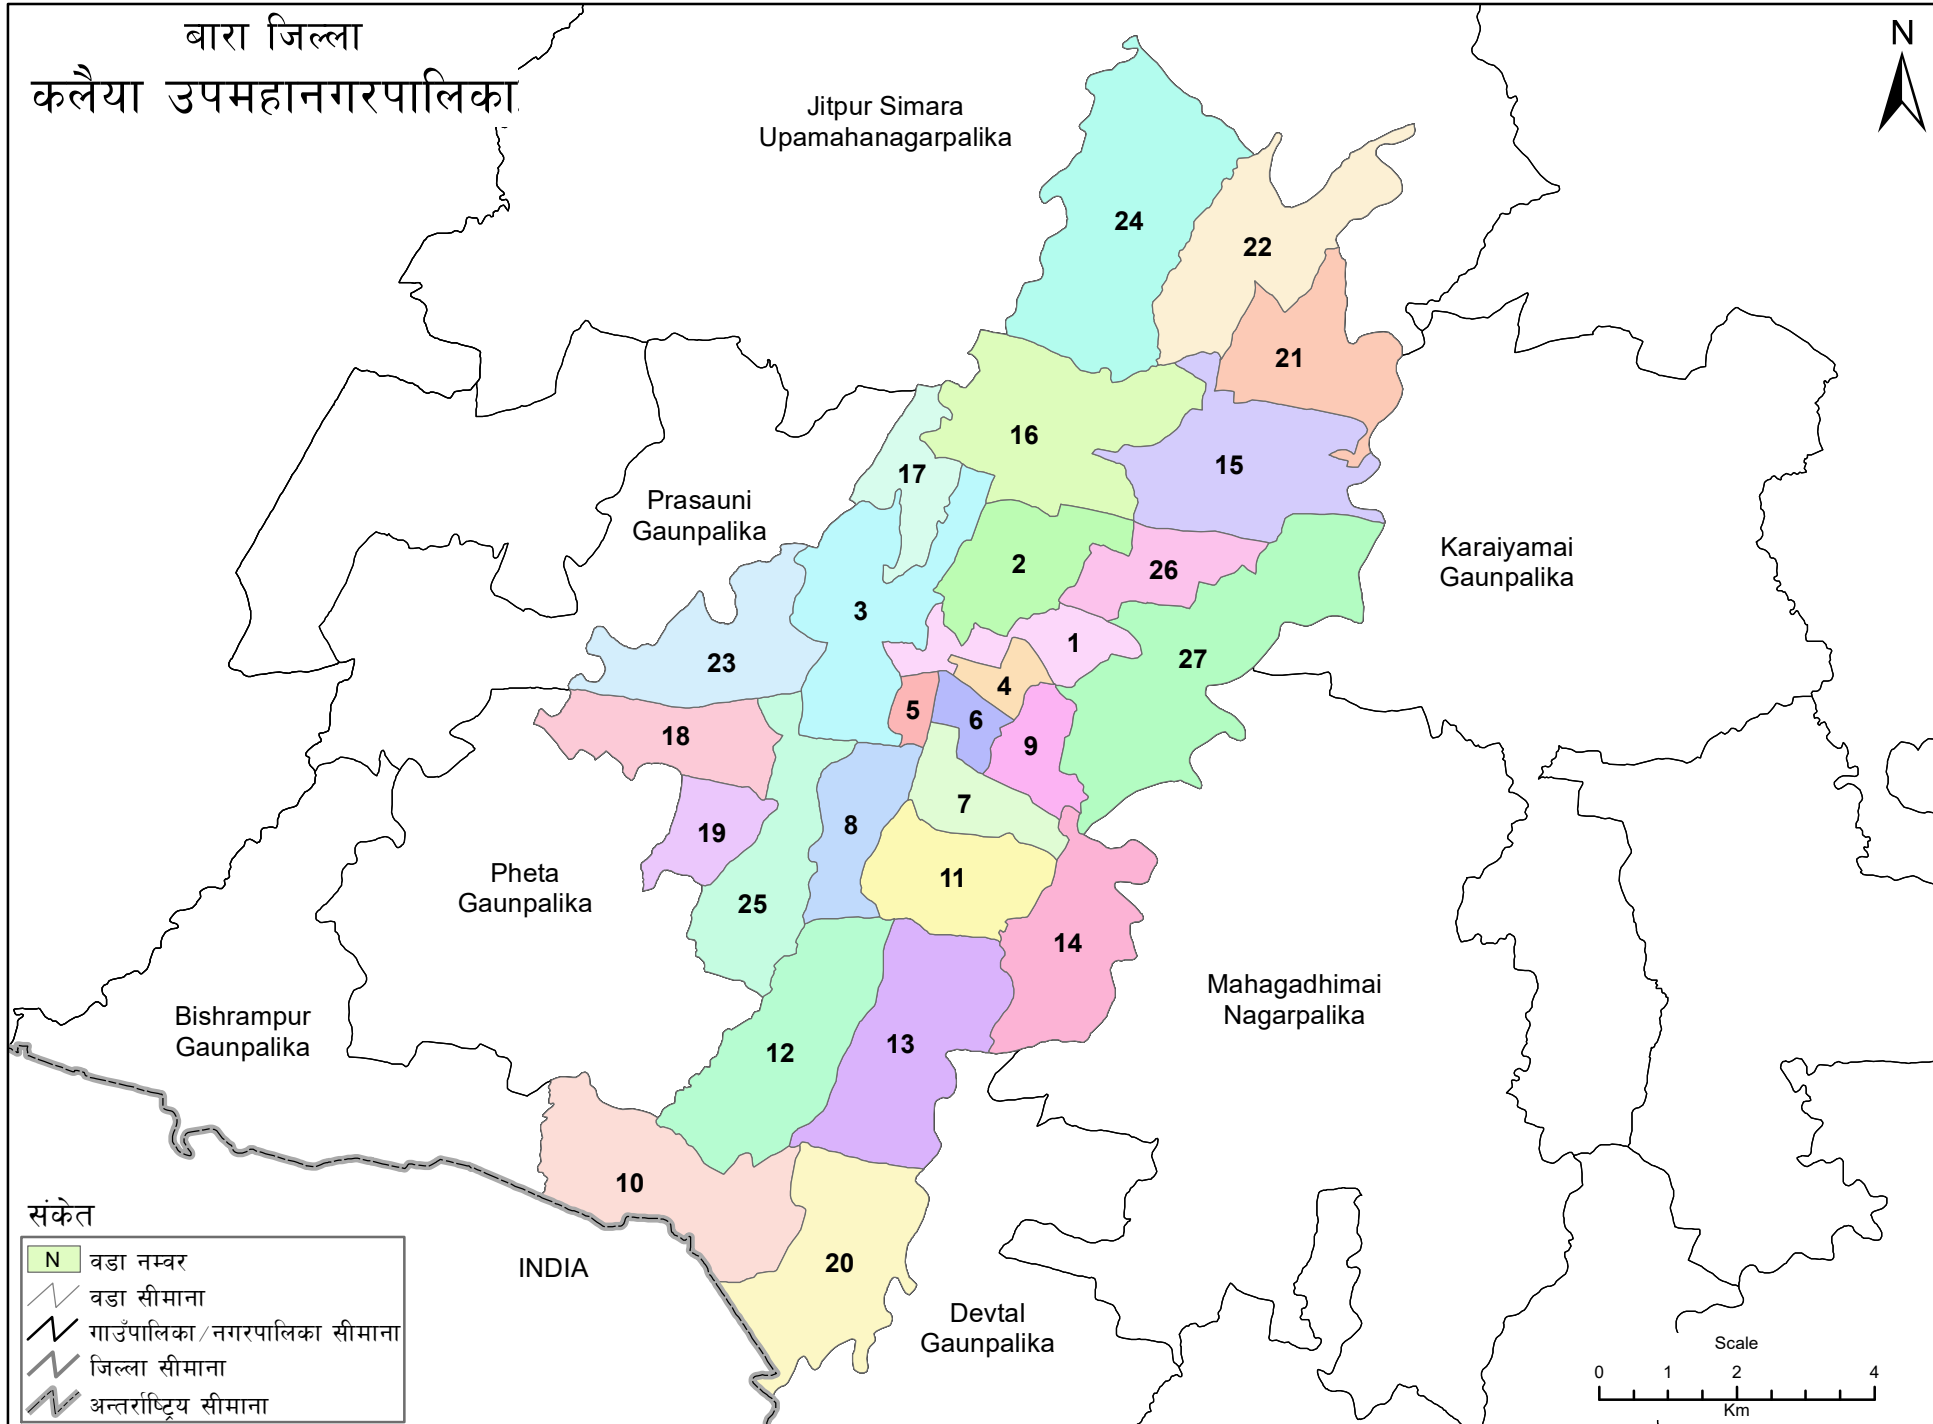 बारा जिल्ला
कलैया उपमहानगरपालिका
N
Jitpur Simara
Upamahanagarpalika
24
22
21
16
15
17
Prasauni
Gaunpalika
2
26
Karaiyamai
Gaunpalika
3
1
27
23
4
5
6
18
9
7
19
8
11
Pheta
Gaunpalika
25
14
Mahagadhimai
Nagarpalika
Bishrampur
Gaunpalika
12
13
10
20
INDIA
Devtal
Gaunpalika
संकेत
N वडा नम्वर
वडा सीमाना
गाउँपालिका/नगरपालिका सीमाना
जिल्ला सीमाना
अन्तर्राष्ट्रिय सीमाना
Scale
0 1 2 4
Km